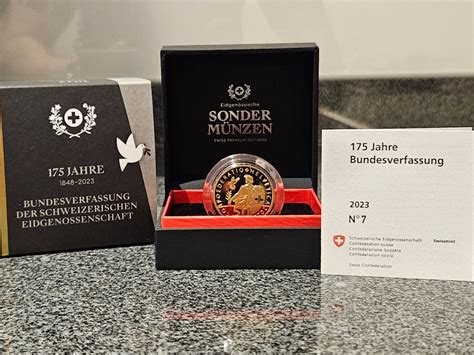 175 JAHRE
1848-2023
BUNDESVERFASSUNG
DER SCHWEIZERISCHEN
EIDGENOSSENSCHAFT
Eidgenössische
SONDER
MÜNZEN
SWISS PREMIUM EDITIONS
175 Jahre
Bundesverfassung
2023
N° 7
Schweizerische Eidgenossenschaft
Confédération suisse
Confederazione Svizzera
Confederaziun svizra
Swissmint
Swiss Confederation